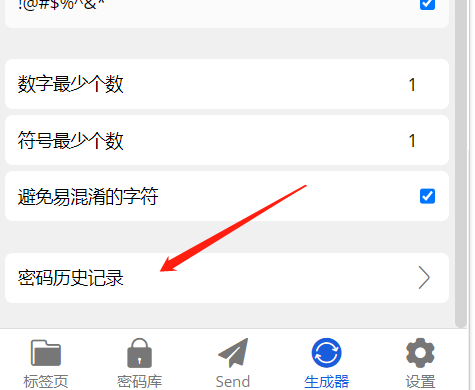 !@#$%^&*
数字最少个数 1
符号最少个数 1
避免易混淆的字符
密码历史记录
标签页 密码库 Send 生成器 设置